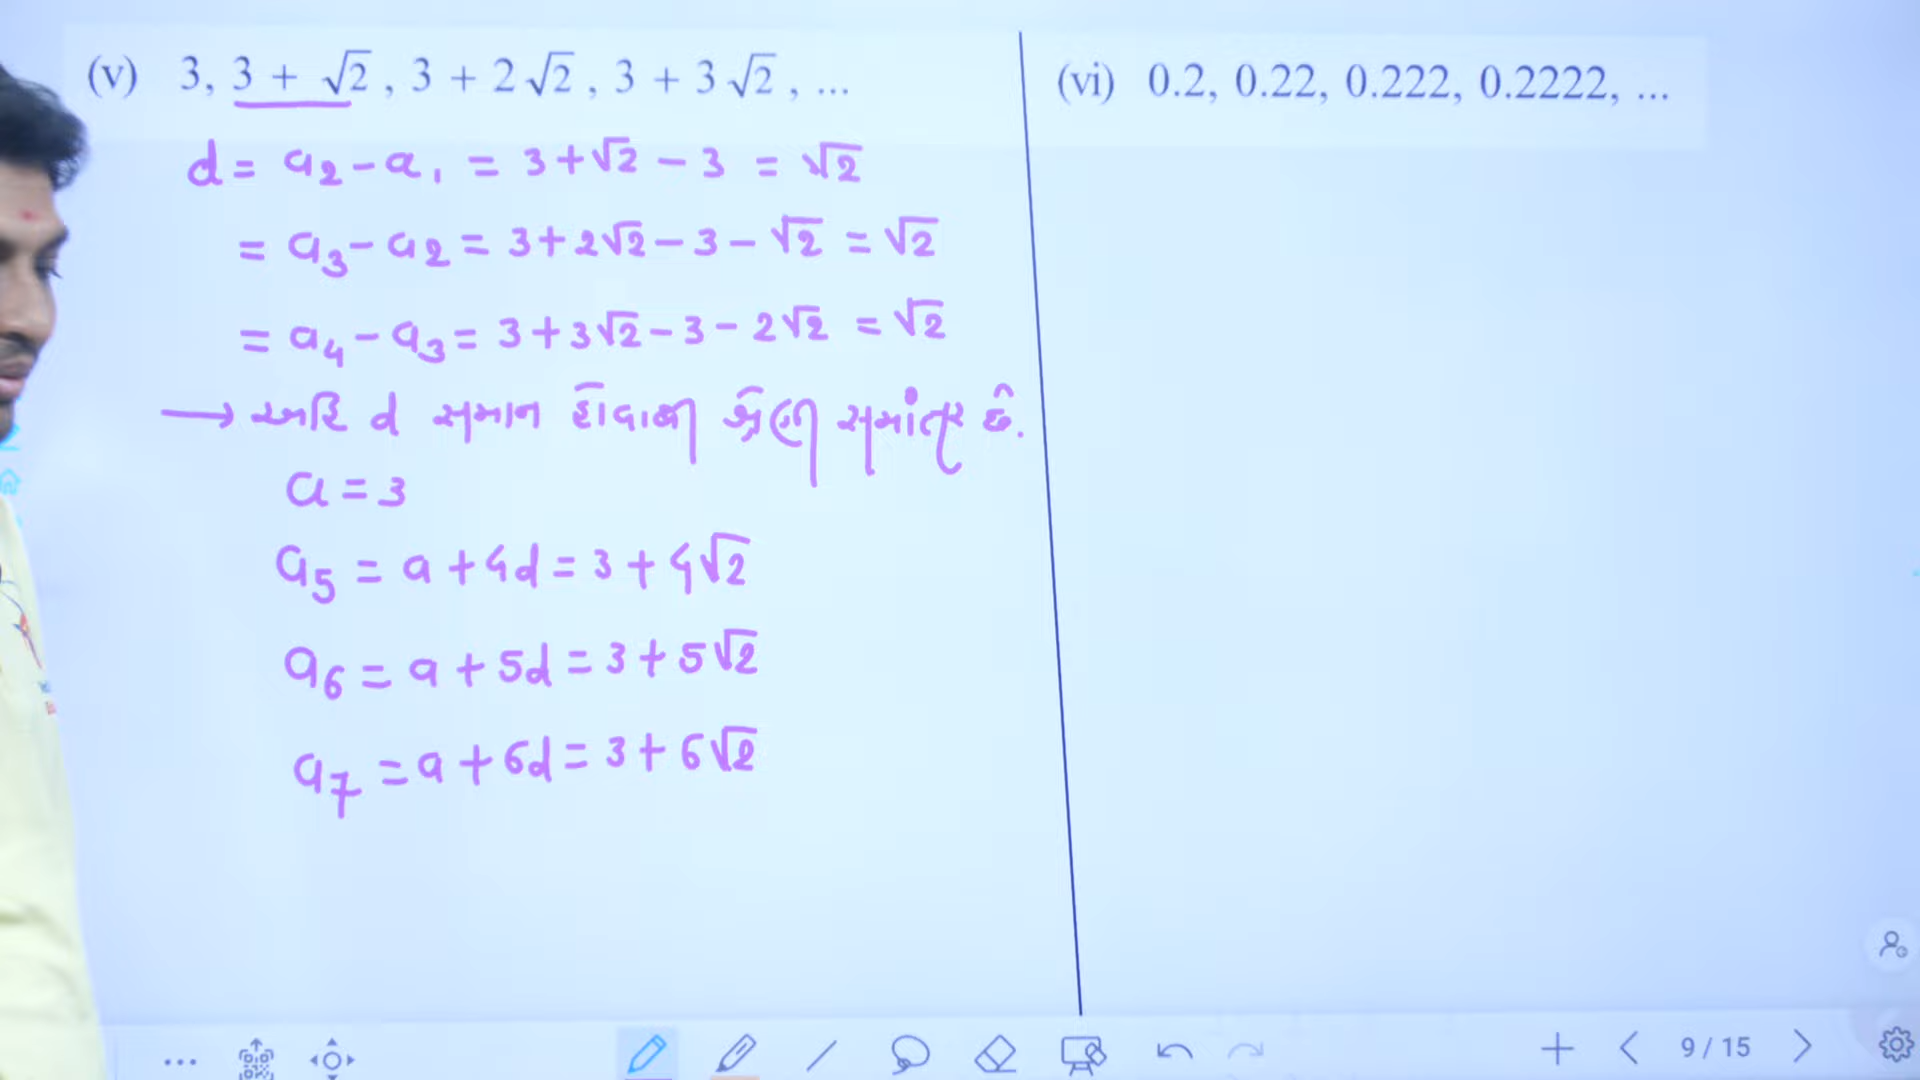 (v) 3, 3 + √2 , 3 + 2√2 , 3 + 3√2 , ...
d = a₂ - a₁ = 3 + √2 - 3 = √2
= a₃ - a₂ = 3 + 2√2 - 3 - √2 = √2
= a₄ - a₃ = 3 + 3√2 - 3 - 2√2 = √2
→ અહિ d સમાન હોવાથી શ્રેણી સમાંતર છે.
a = 3
a₅ = a + 4d = 3 + 4√2
a₆ = a + 5d = 3 + 5√2
a₇ = a + 6d = 3 + 6√2
(vi) 0.2, 0.22, 0.222, 0.2222, ...
9 / 15